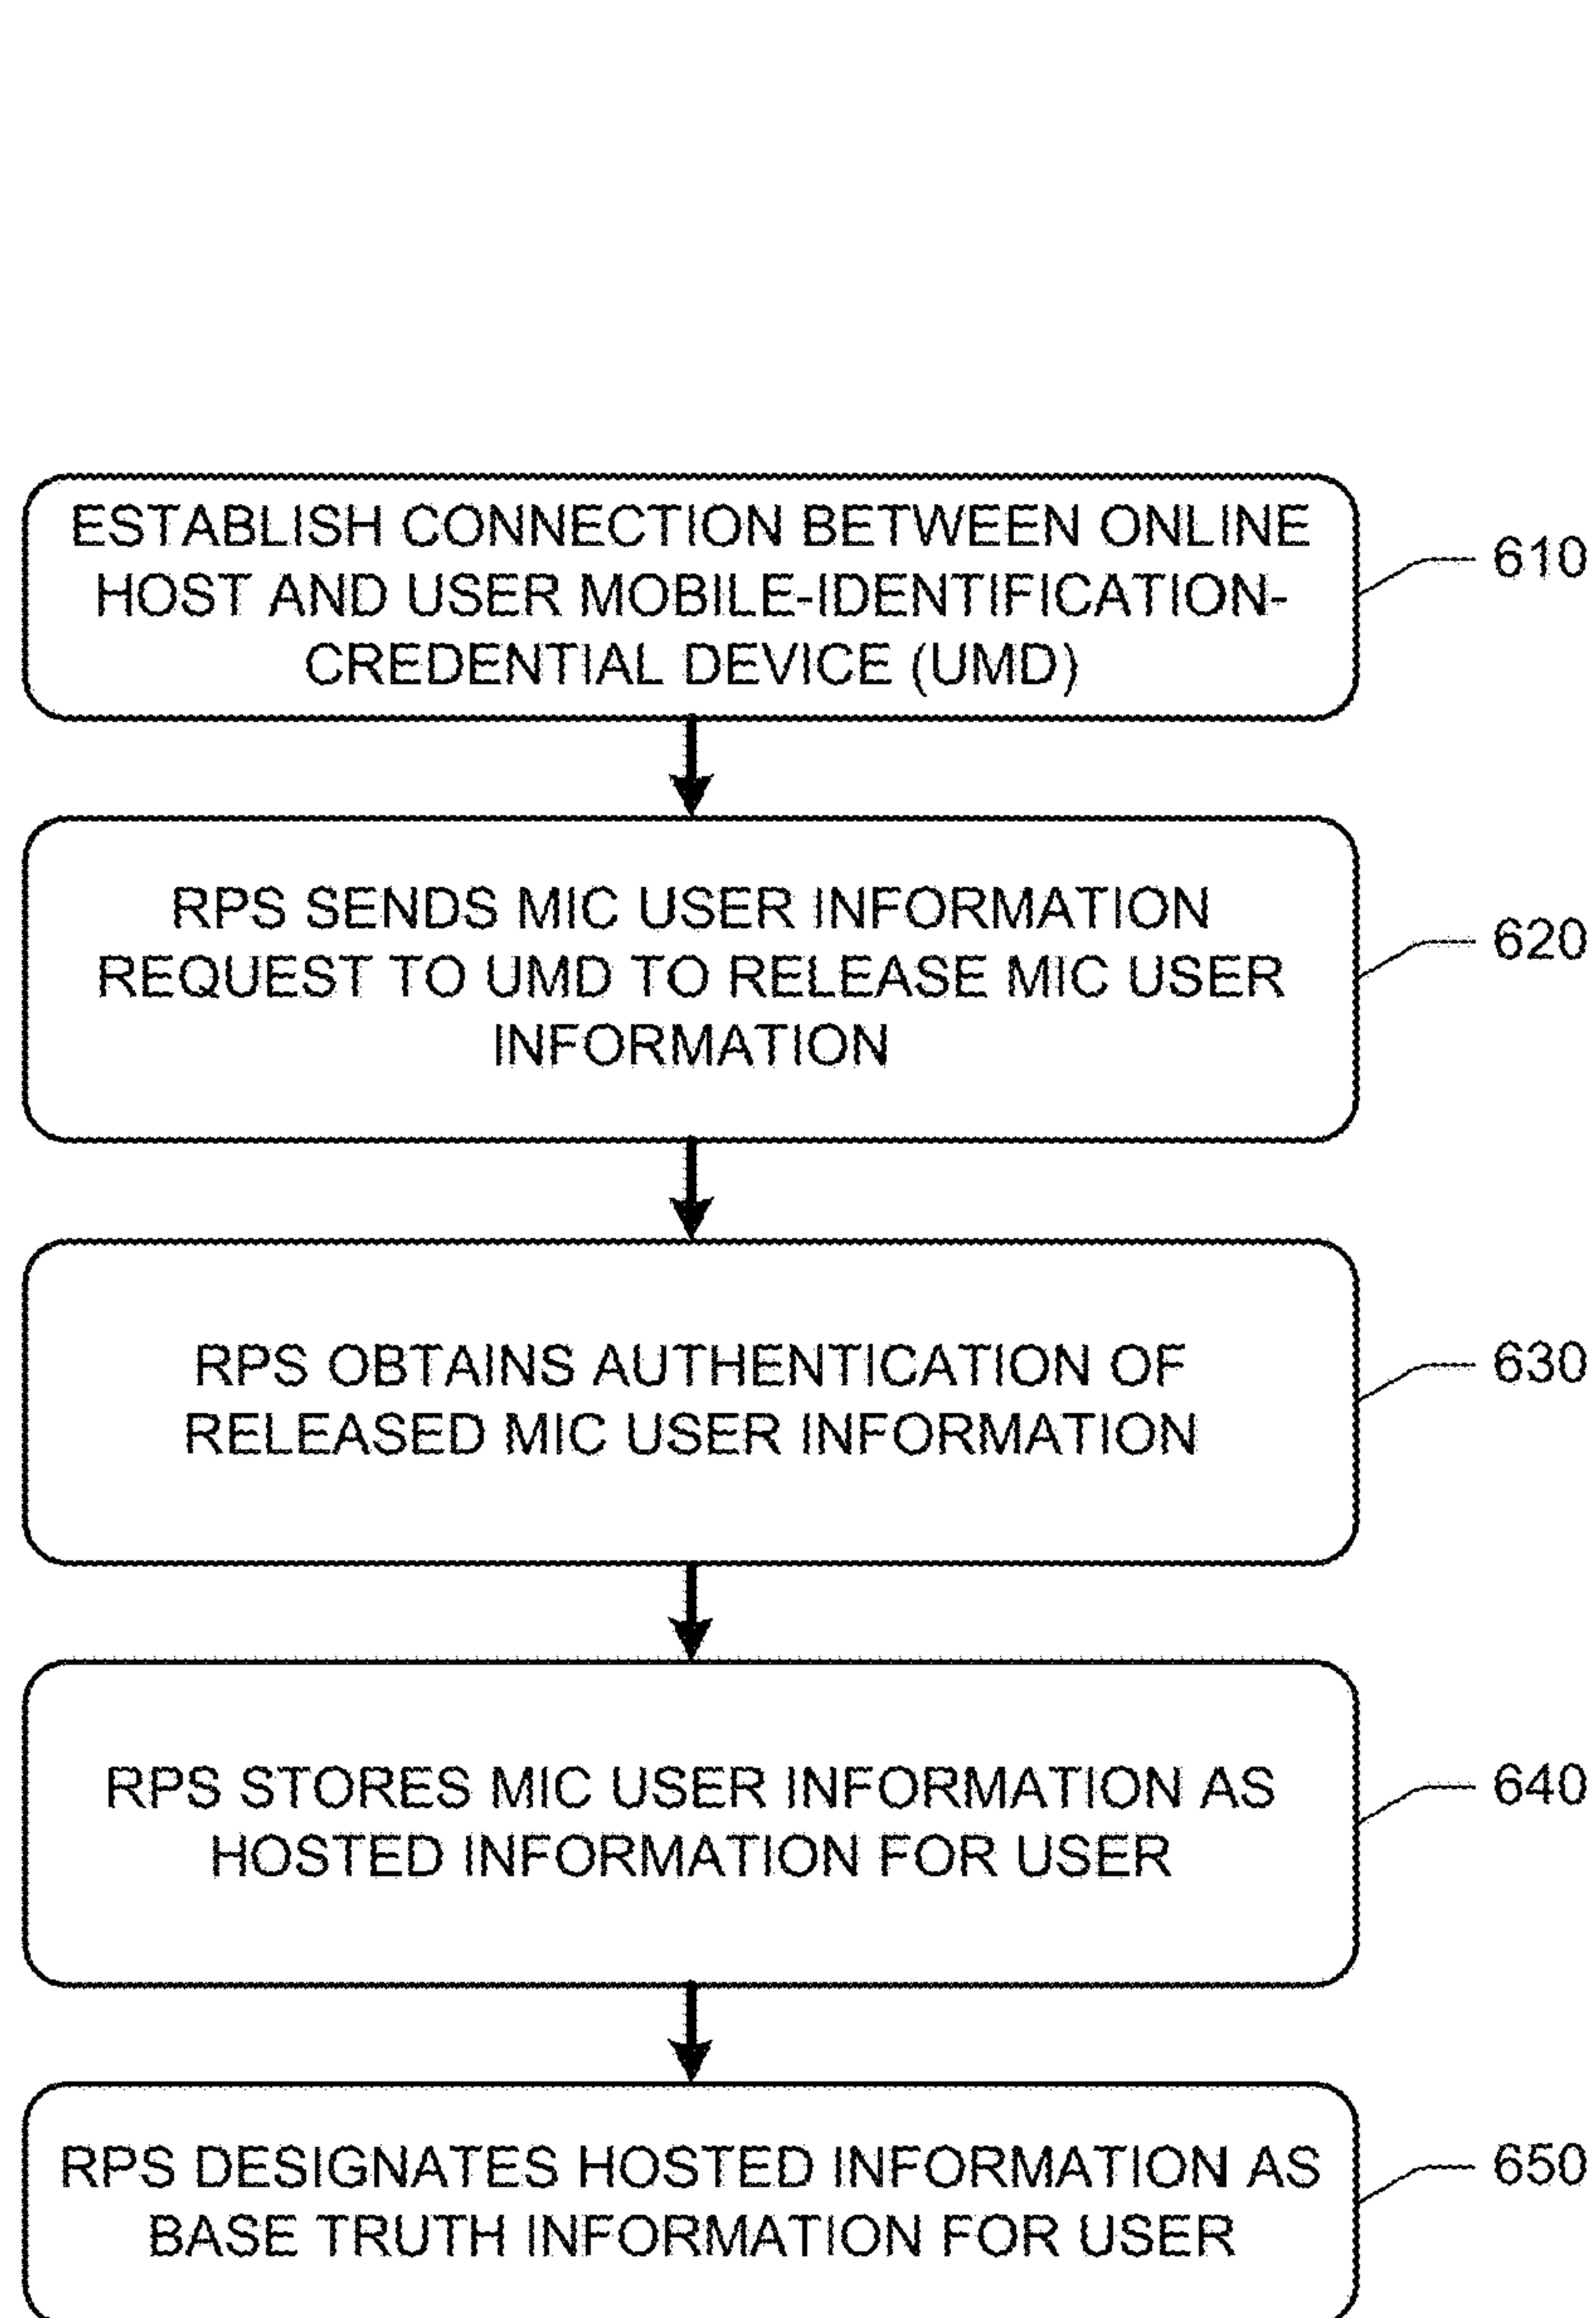 ESTABLISH CONNECTION BETWEEN ONLINE
HOST AND USER MOBILE-IDENTIFICATION-
CREDENTIAL DEVICE (UMD)
610
RPS SENDS MIC USER INFORMATION
REQUEST TO UMD TO RELEASE MIC USER
INFORMATION
620
RPS OBTAINS AUTHENTICATION OF
RELEASED MIC USER INFORMATION
630
RPS STORES MIC USER INFORMATION AS
HOSTED INFORMATION FOR USER
640
RPS DESIGNATES HOSTED INFORMATION AS
BASE TRUTH INFORMATION FOR USER
650